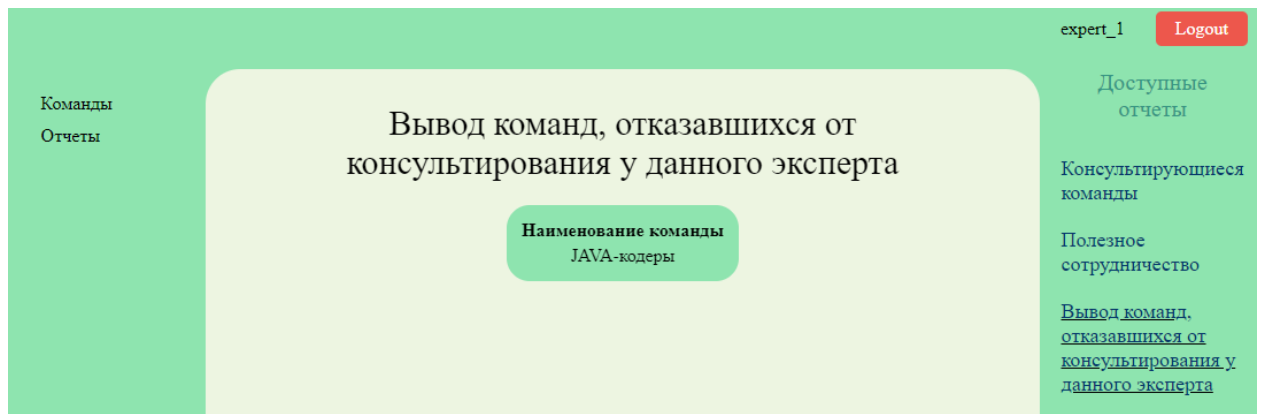 expert_1
Logout
Команды
Отчеты
Вывод команд, отказавшихся от
консультирования у данного эксперта
Наименование команды
JAVA-кодеры
Доступные
отчеты
Консультирующиеся
команды
Полезное
сотрудничество
Вывод команд,
отказавшихся от
консультирования у
данного эксперта